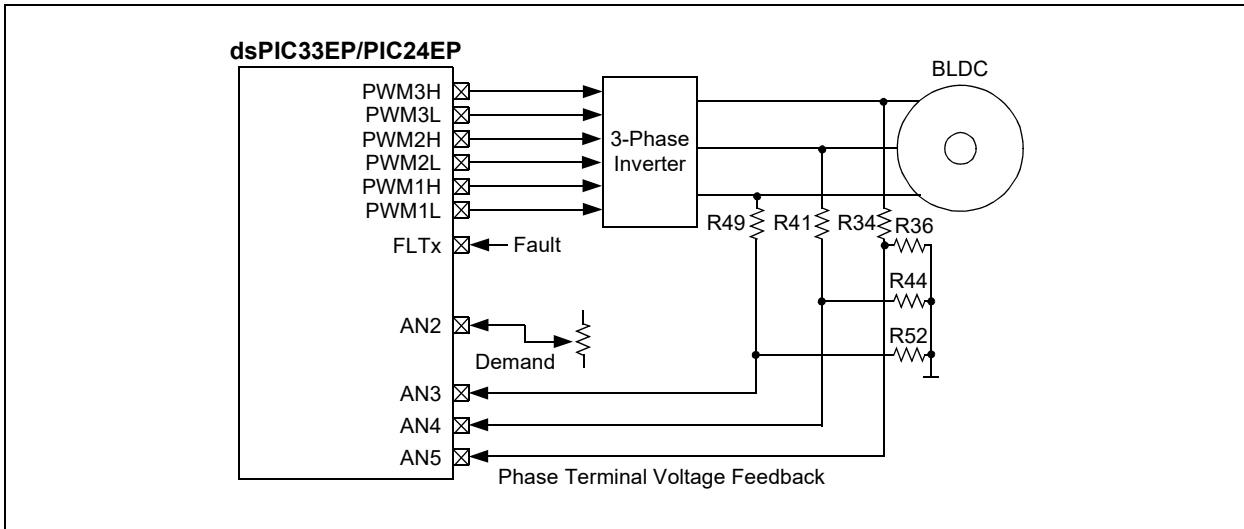 dsPIC33EP/PIC24EP
BLDC
PWM3H
PWM3L
PWM2H
PWM2L
PWM1H
PWM1L
3-Phase
Inverter
R49
R41
R34
R36
FLTx
Fault
R44
AN2
Demand
R52
AN3
AN4
AN5
Phase Terminal Voltage Feedback